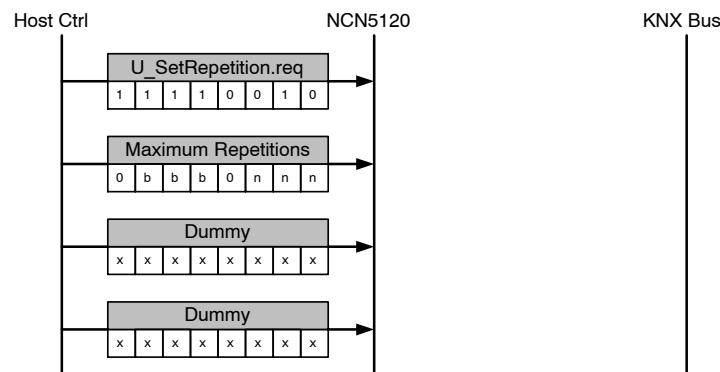 Host Ctrl NCN5120 KNX Bus
U_SetRepetition.req
1 1 1 1 0 0 1 0
Maximum Repetitions
0 b b b 0 n n n
Dummy
x x x x x x x x
Dummy
x x x x x x x x